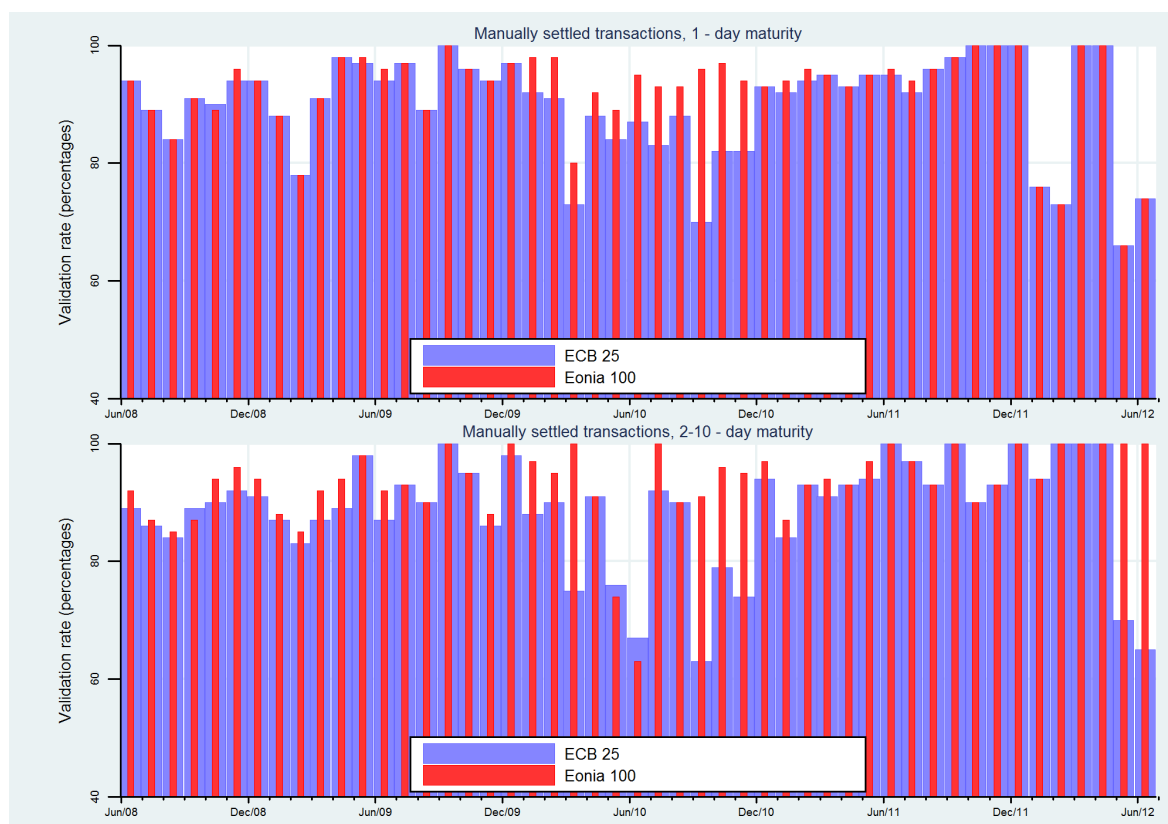 Manually settled transactions, 1 - day maturity
Validation rate (percentages)
100
80
60
40
ECB 25
Eonia 100
Jun/08 Dec/08 Jun/09 Dec/09 Jun/10 Dec/10 Jun/11 Dec/11 Jun/12
Manually settled transactions, 2-10 - day maturity
Validation rate (percentages)
100
80
60
40
ECB 25
Eonia 100
Jun/08 Dec/08 Jun/09 Dec/09 Jun/10 Dec/10 Jun/11 Dec/11 Jun/12